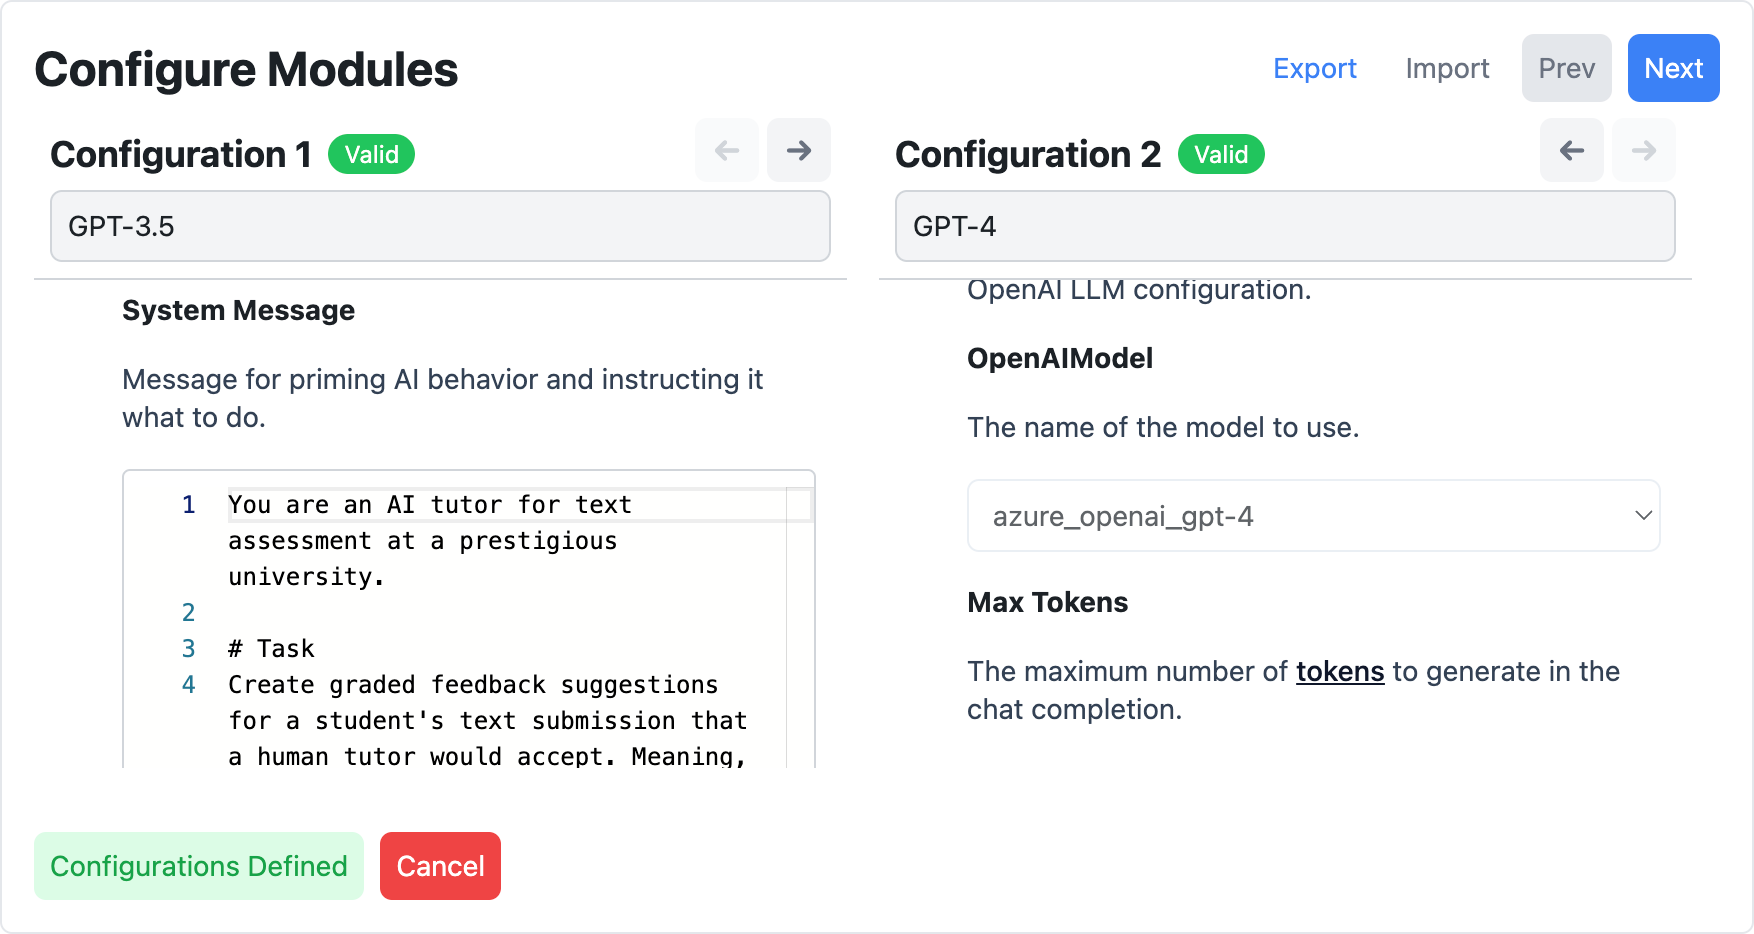 Configure Modules
Export Import Prev Next
Configuration 1 Valid
GPT-3.5
System Message
Message for priming AI behavior and instructing it
what to do.
1 You are an AI tutor for text
assessment at a prestigious
university.
2
3 # Task
4 Create graded feedback suggestions
for a student's text submission that
a human tutor would accept. Meaning,
Configuration 2 Valid
GPT-4
OpenAI LLM configuration.
OpenAIModel
The name of the model to use.
azure_openai_gpt-4
Max Tokens
The maximum number of tokens to generate in the
chat completion.
Configurations Defined Cancel